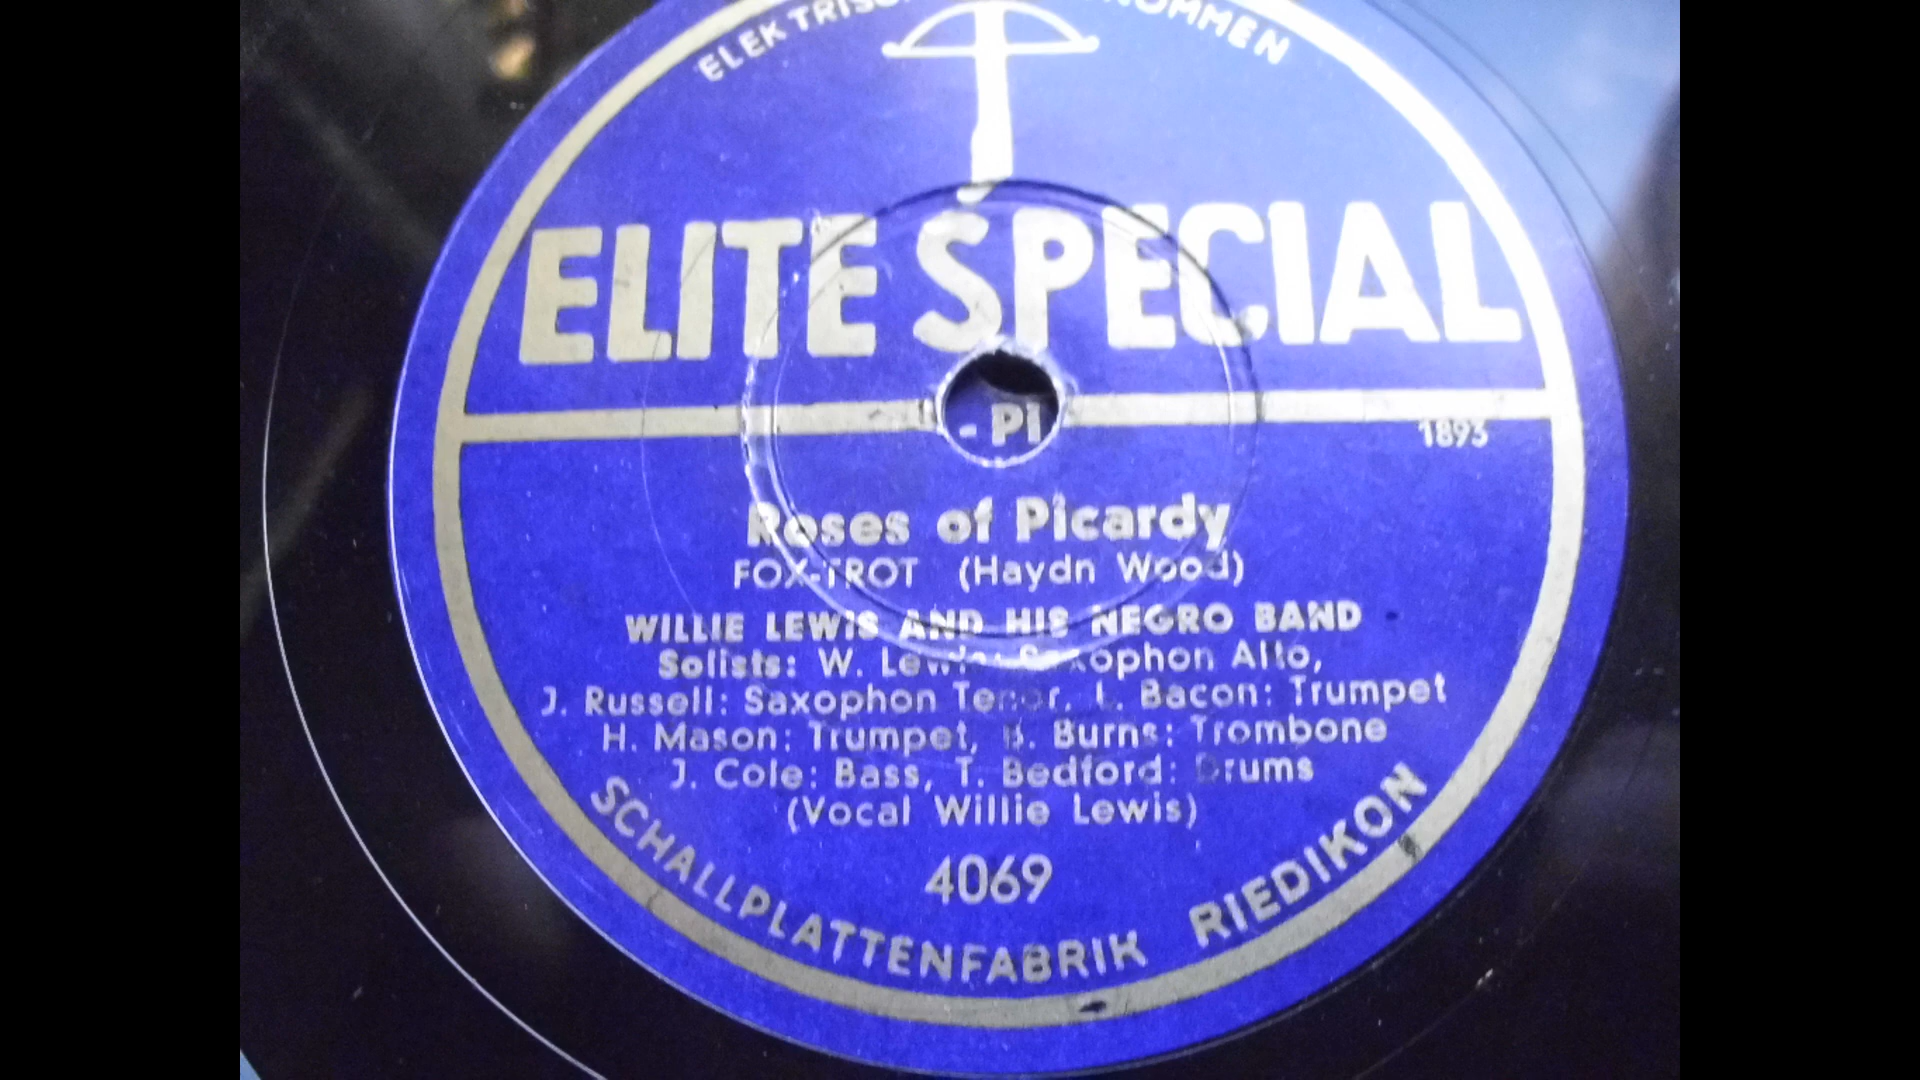 ELEKTRISC
OMMEN
ELITE SPECIAL
- PI
1893
Roses of Picardy
FOX-TROT (Haydn Wood)
WILLIE LEWIS AND HIS NEGRO BAND
Solists: W. Lewis: Saxophon Alto,
J. Russell: Saxophon Tenor, L. Bacon: Trumpet
H. Mason: Trumpet, B. Burns: Trombone
J. Cole: Bass, T. Bedford: Drums
(Vocal Willie Lewis)
4069
SCHALLPLATTENFABRIK RIEDIKON